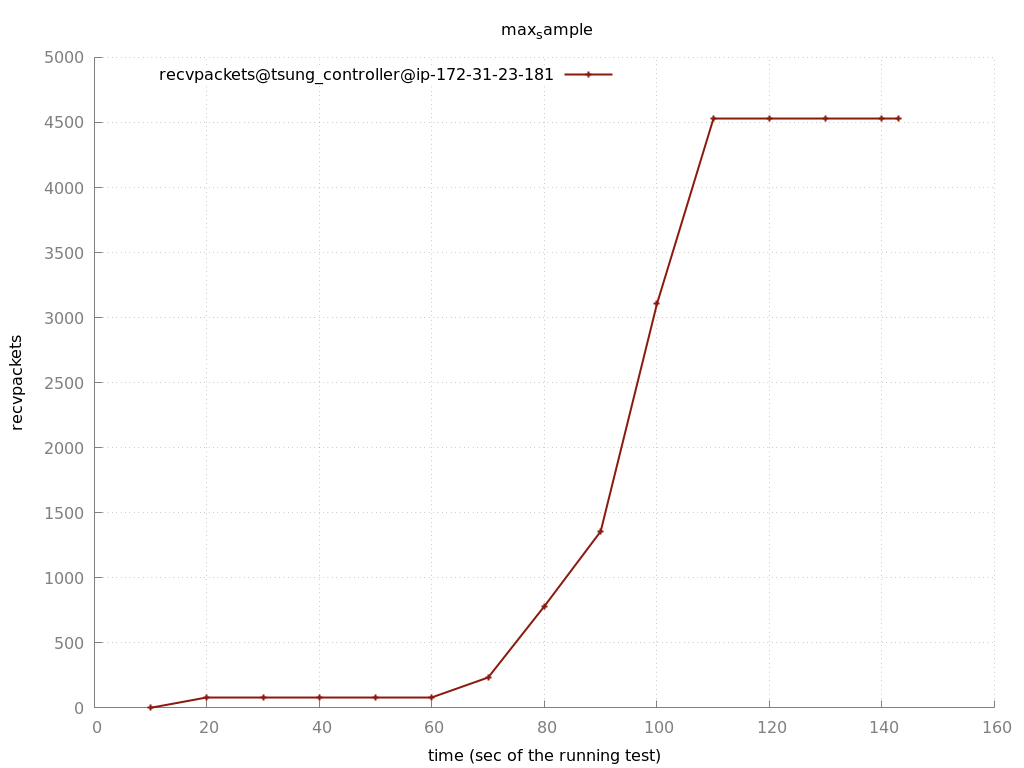 max_sample
5000
recvpackets@tsung_controller@ip-172-31-23-181
4500
4000
3500
3000
2500
2000
1500
1000
500
0
recvpackets
0 20 40 60 80 100 120 140 160
time (sec of the running test)